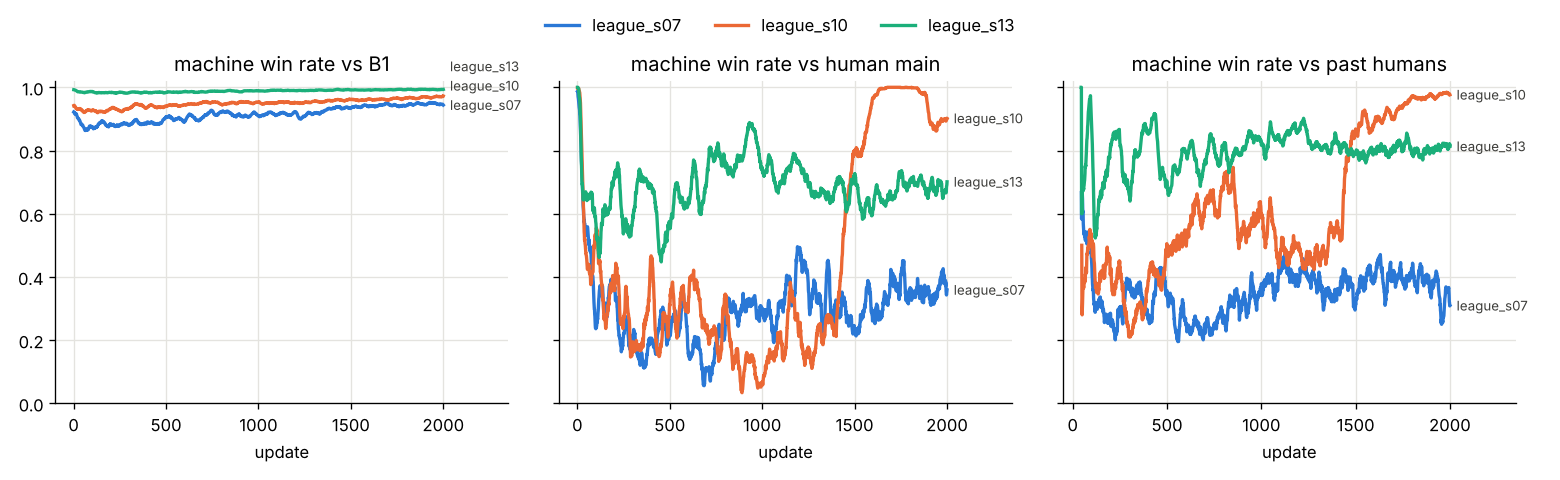 league_s07 league_s10 league_s13
machine win rate vs B1
league_s13
league_s10
league_s07
1.0
0.8
0.6
0.4
0.2
0.0
0 500 1000 1500 2000
update
machine win rate vs human main
league_s10
league_s13
league_s07
0 500 1000 1500 2000
update
machine win rate vs past humans
league_s10
league_s13
league_s07
0 500 1000 1500 2000
update